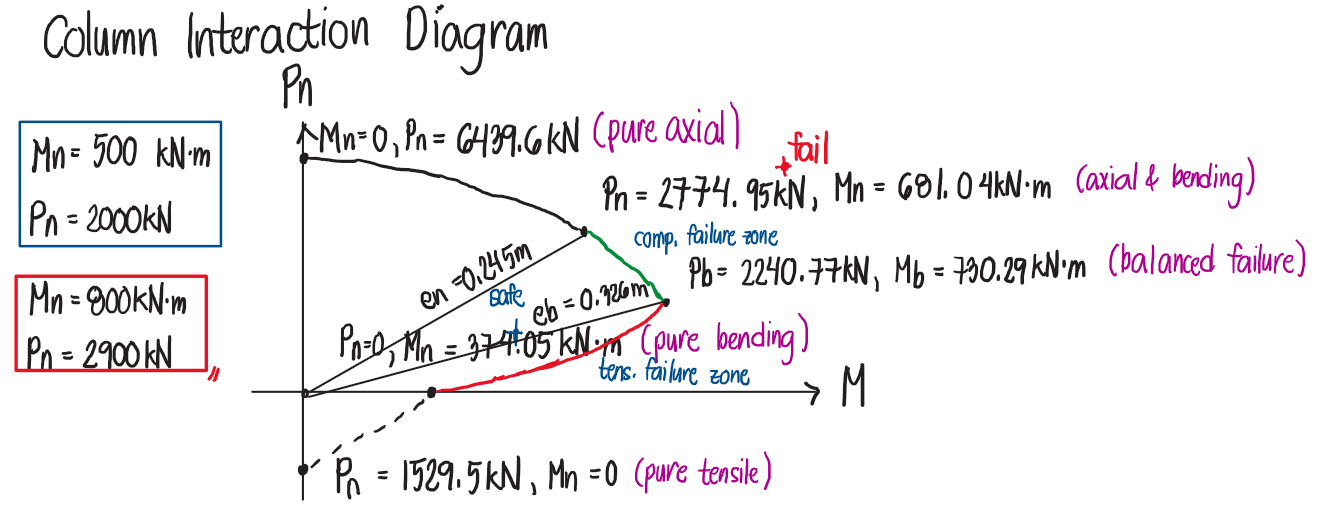 Column Interaction Diagram
Pn
Mn = 500 kN·m
Pn = 2000kN
Mn=0, Pn = 6439.6kN (pure axial)
fail
Pn = 2774.95kN, Mn = 681.04kN·m (axial & bending)
comp. failure zone
Pb = 2240.77kN, Mb = 730.29kN·m (balanced failure)
en=0.245m
safe
eb = 0.326m
Mn = 800kN·m
Pn = 2900kN
Pn=0, Mn = 374.05 kN·m (pure bending)
tens. failure zone
M
Pn = 1529.5kN, Mn=0 (pure tensile)